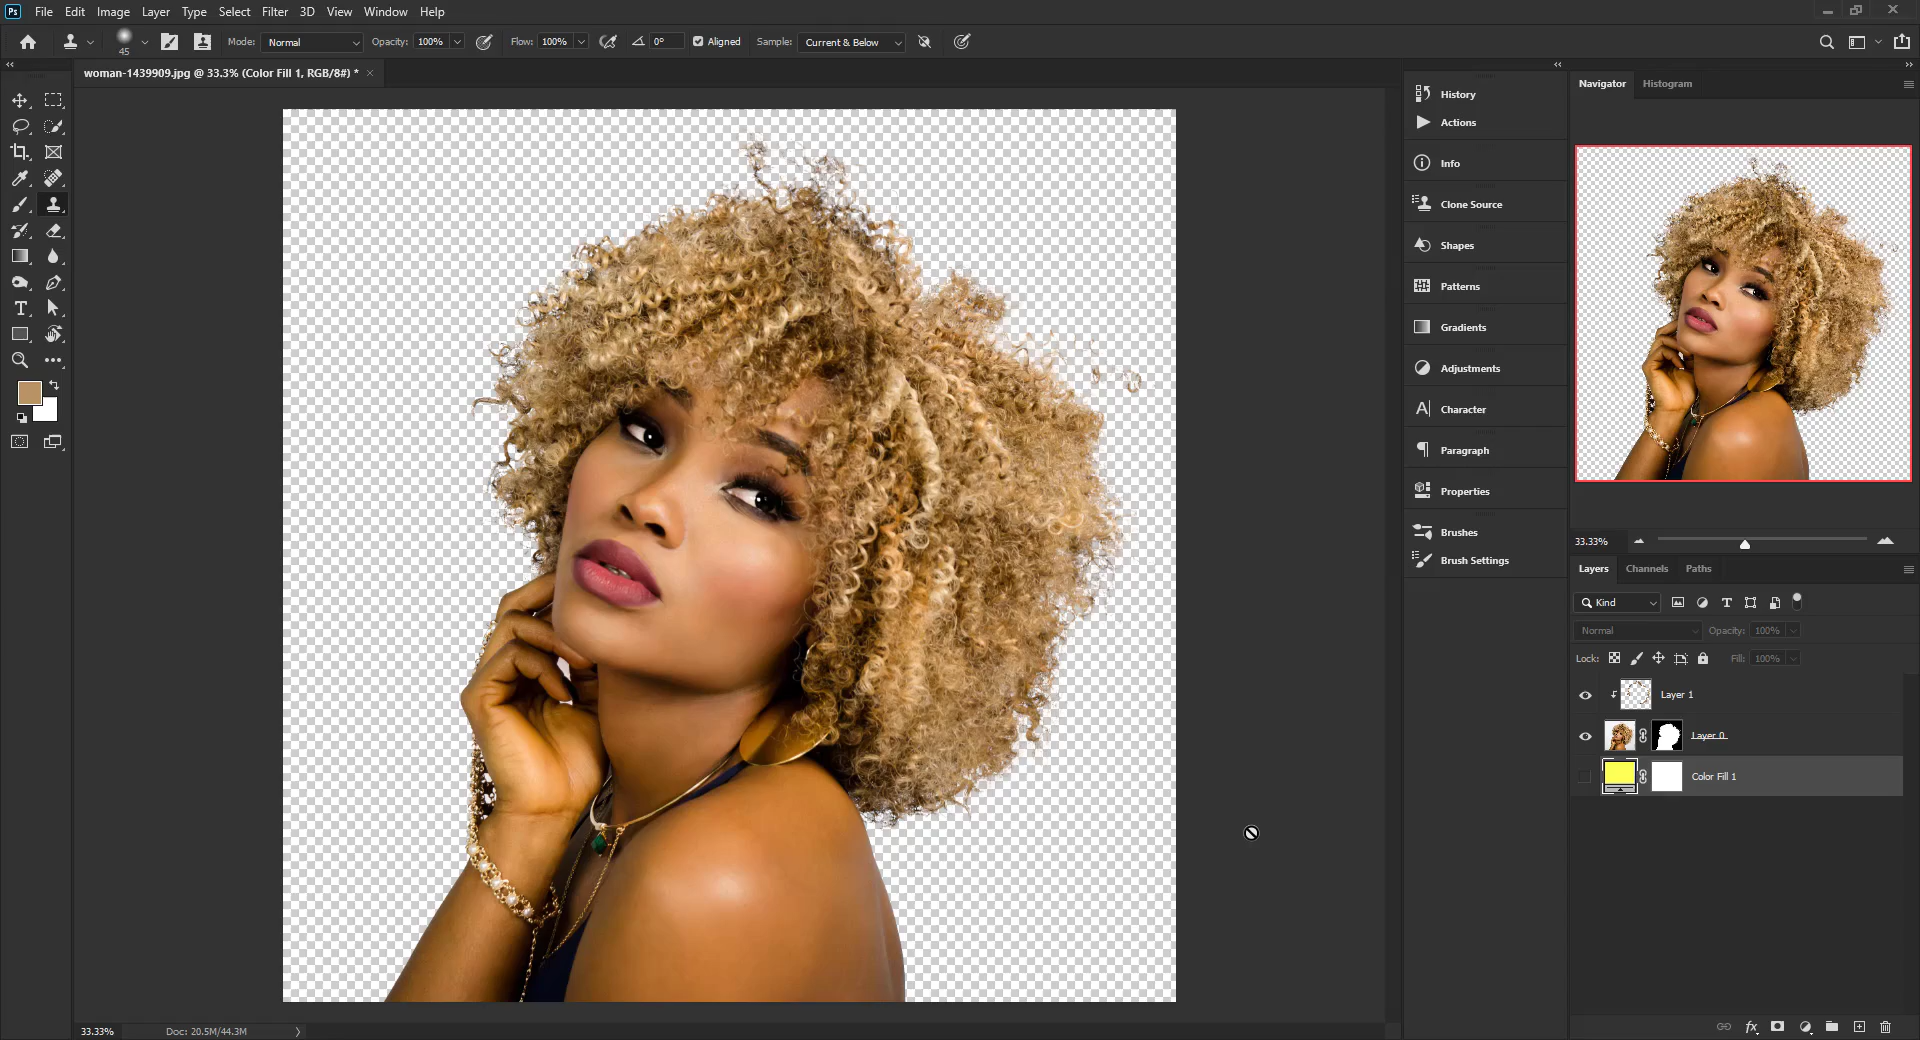 Ps File Edit Image Layer Type Select Filter 3D View Window Help
45 Mode: Normal Opacity: 100% Flow: 100% 0° Aligned Sample: Current & Below
woman-1439909.jpg @ 33.3% (Color Fill 1, RGB/8#) * ×
History
Actions
Info
Clone Source
Shapes
Patterns
Gradients
Adjustments
Character
Paragraph
Properties
Brushes
Brush Settings
Navigator Histogram
33.33%
Layers Channels Paths
Kind
Normal Opacity: 100%
Lock: Fill: 100%
Layer 1
Layer 0
Color Fill 1
fx
33.33% Doc: 20.5M/44.3M